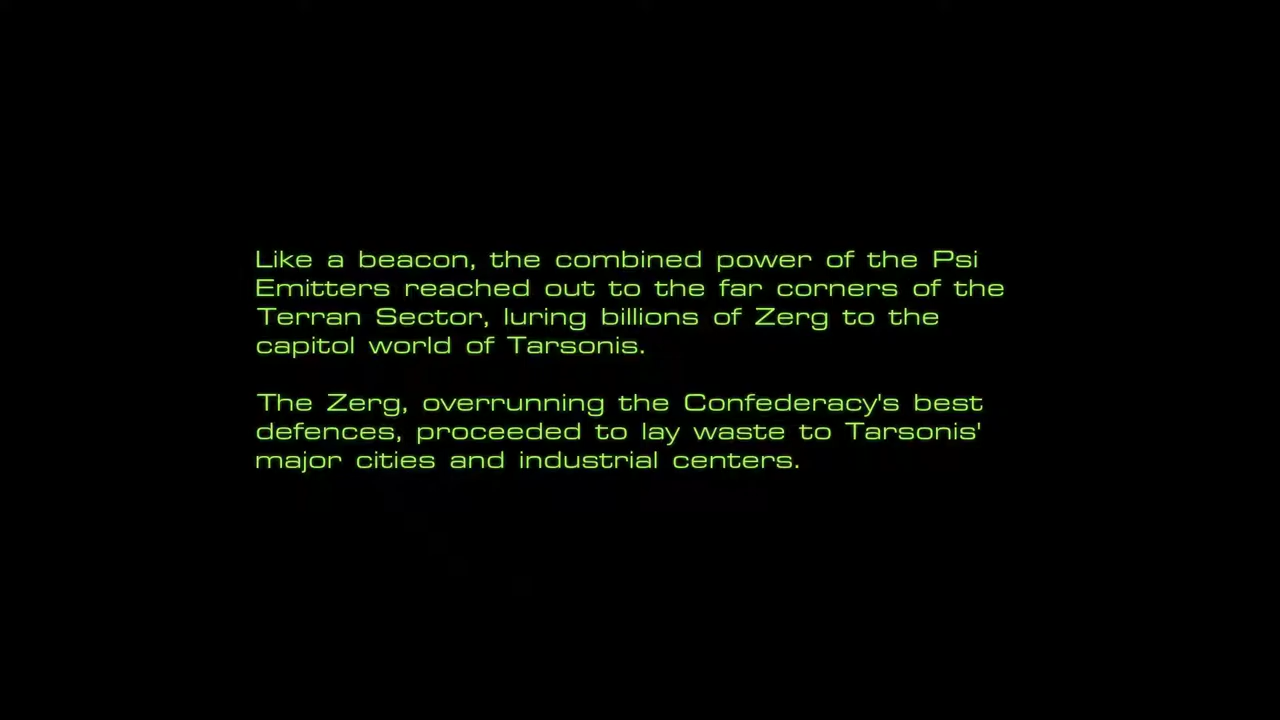 Like a beacon, the combined power of the Psi
Emitters reached out to the far corners of the
Terran Sector, luring billions of Zerg to the
capitol world of Tarsonis.
The Zerg, overrunning the Confederacy's best
defences, proceeded to lay waste to Tarsonis'
major cities and industrial centers.